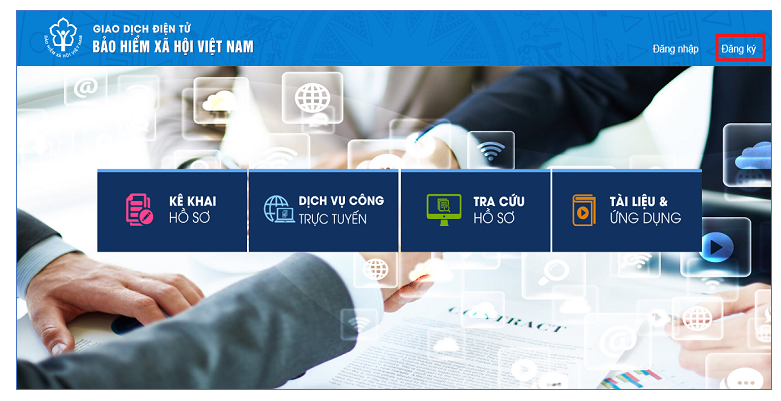 GIAO DỊCH ĐIỆN TỬ
BẢO HIỂM XÃ HỘI VIỆT NAM
Đăng nhập
Đăng ký
KÊ KHAI
HỒ SƠ
DỊCH VỤ CÔNG
TRỰC TUYẾN
TRA CỨU
HỒ SƠ
TÀI LIỆU &
ỨNG DỤNG
CONTRACT